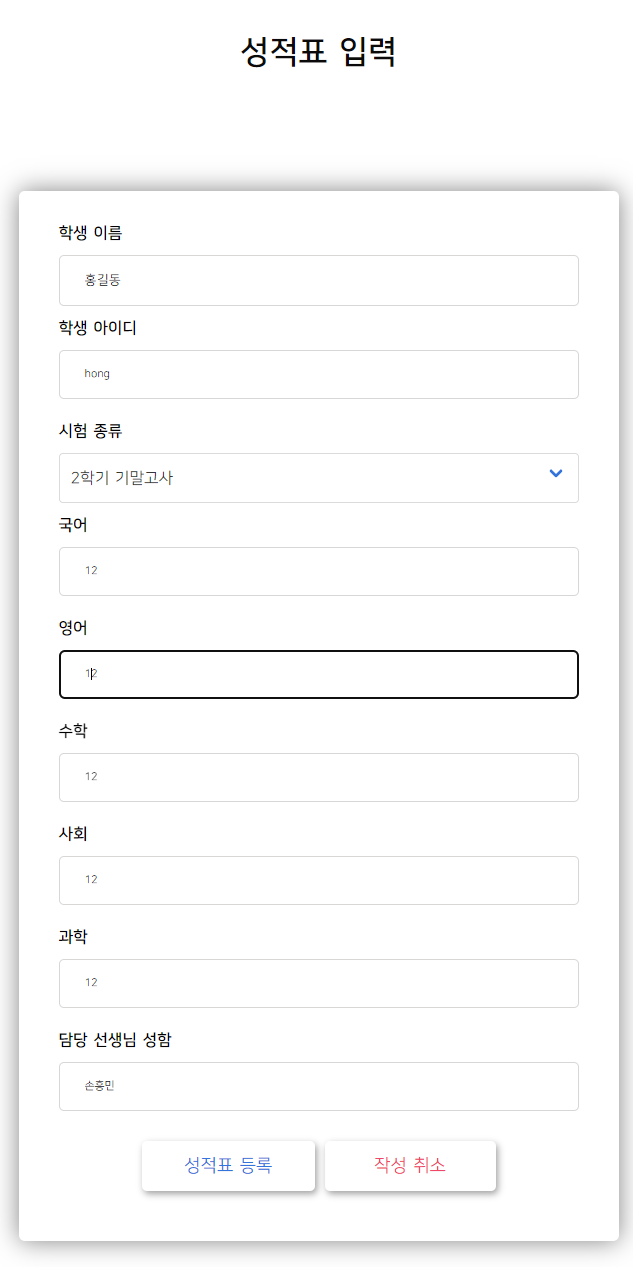 성적표 입력
학생 이름
홍길동
학생 아이디
hong
시험 종류
2학기 기말고사
국어
12
영어
12
수학
12
사회
12
과학
12
담당 선생님 성함
손흥민
성적표 등록 작성 취소